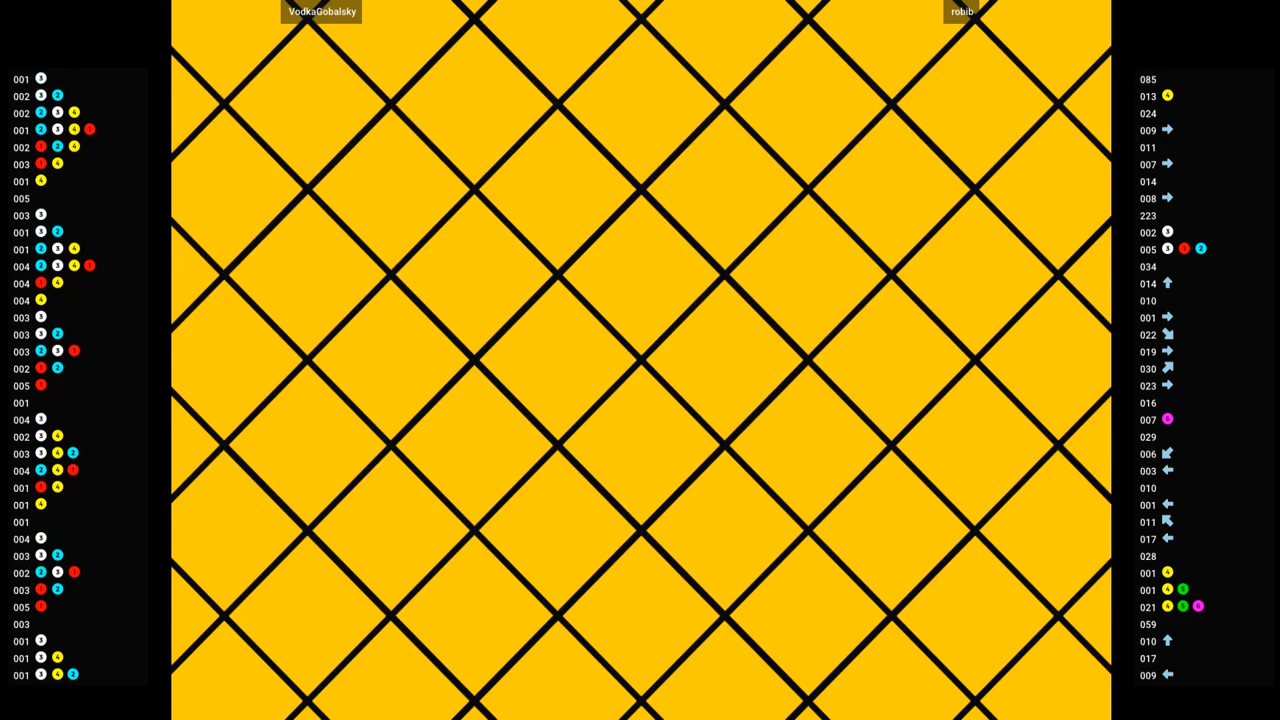 VodkaGobalsky
robib
001 3
002 3 2
002 2 3 4
001 2 3 4 1
002 1 2 4
003 1 4
001 4
005
003 3
001 3 2
001 2 3 4
004 2 3 4 1
004 1 4
004 4
003 3
003 3 2
003 2 3 1
002 1 2
005 1
001
004 3
002 3 4
003 3 4 2
004 2 4 1
001 1 4
001 4
001
004 3
003 3 2
002 2 3 1
003 1 2
005 1
003
001 3
001 3 4
001 3 4 2
085
013 4
024
009
011
007
014
008
223
002 3
005 3 1 2
034
014
010
001
022
019
030
023
016
007 6
029
006
003
010
001
011
017
028
001 4
001 4 5
021 4 5 6
059
010
017
009